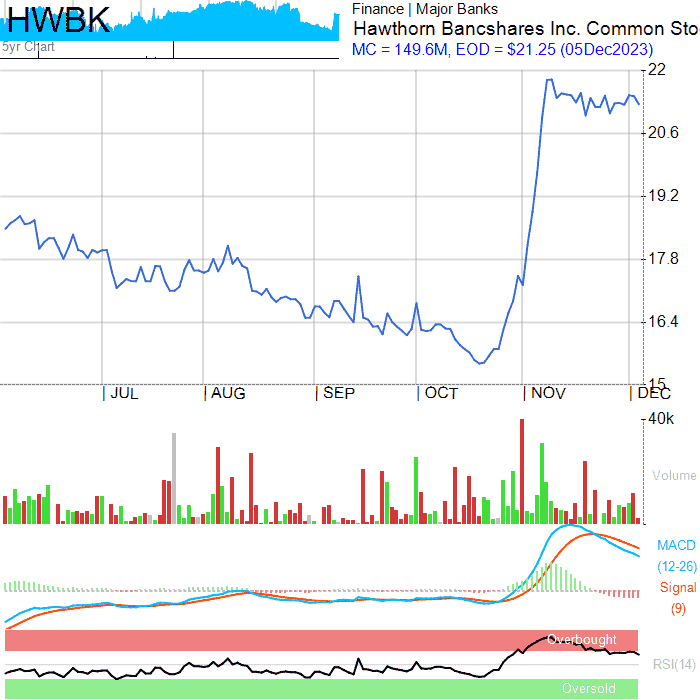 HWBK
5yr Chart
Finance | Major Banks
Hawthorn Bancshares Inc. Common Sto
MC = 149.6M, EOD = $21.25 (05Dec2023)
22
20.6
19.2
17.8
16.4
15
| JUL | AUG | SEP | OCT | NOV | DEC
40k
Volume
MACD
(12-26)
Signal
(9)
Overbought
RSI(14)
Oversold